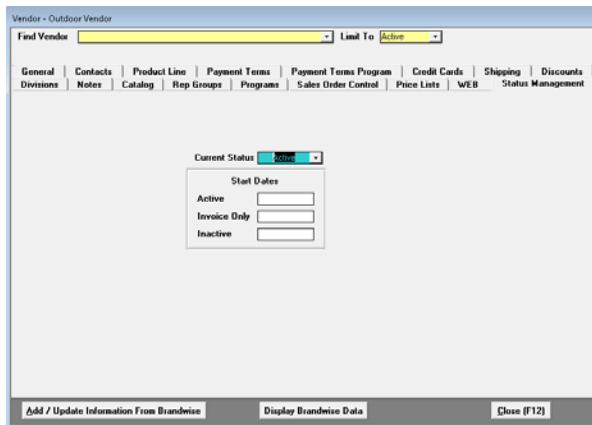 Vendor - Outdoor Vendor
Find Vendor Limit To Active
General Contacts Product Line Payment Terms Payment Terms Program Credit Cards Shipping Discounts
Divisions Notes Catalog Rep Groups Programs Sales Order Control Price Lists WEB Status Management
Current Status Active
Start Dates
Active
Invoice Only
Inactive
Add / Update Information From Brandwise Display Brandwise Data Close (F12)